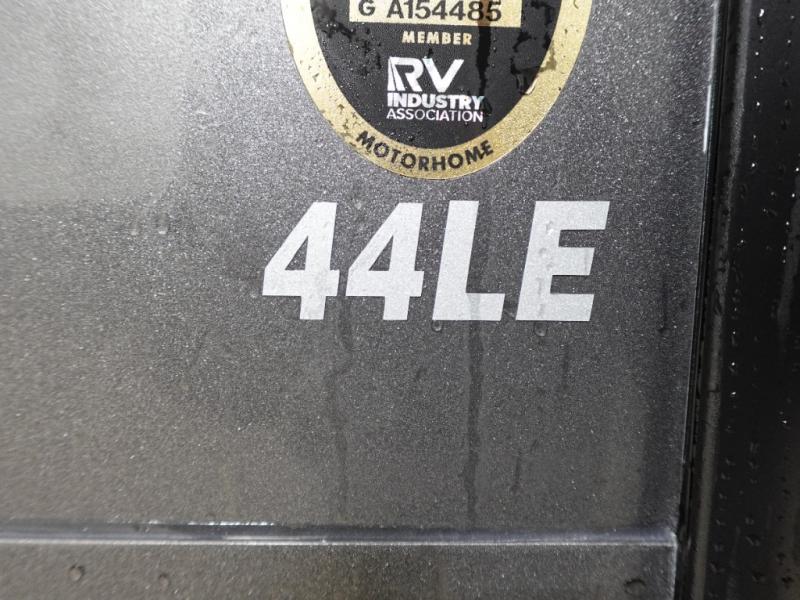 G A154485
MEMBER
RV
INDUSTRY
ASSOCIATION
MOTORHOME
44LE